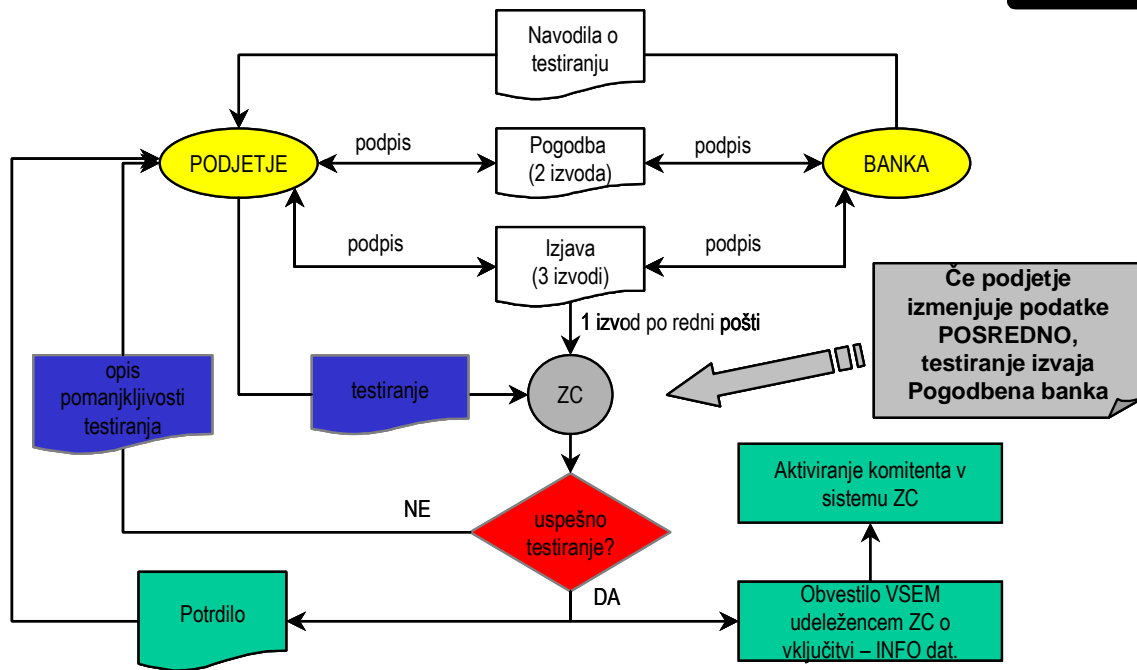 Navodila o
testiranju
PODJETJE
podpis
Pogodba
(2 izvoda)
podpis
BANKA
podpis
Izjava
(3 izvodi)
podpis
1 izvod po redni pošti
Če podjetje
izmenjuje podatke
POSREDNO,
testiranje izvaja
Pogodbena banka
opis
pomanjkljivosti
testiranja
testiranje
ZC
Aktiviranje komitenta v
sistemu ZC
NE
uspešno
testiranje?
DA
Potrdilo
Obvestilo VSEM
udeležencem ZC o
vključitvi – INFO dat.